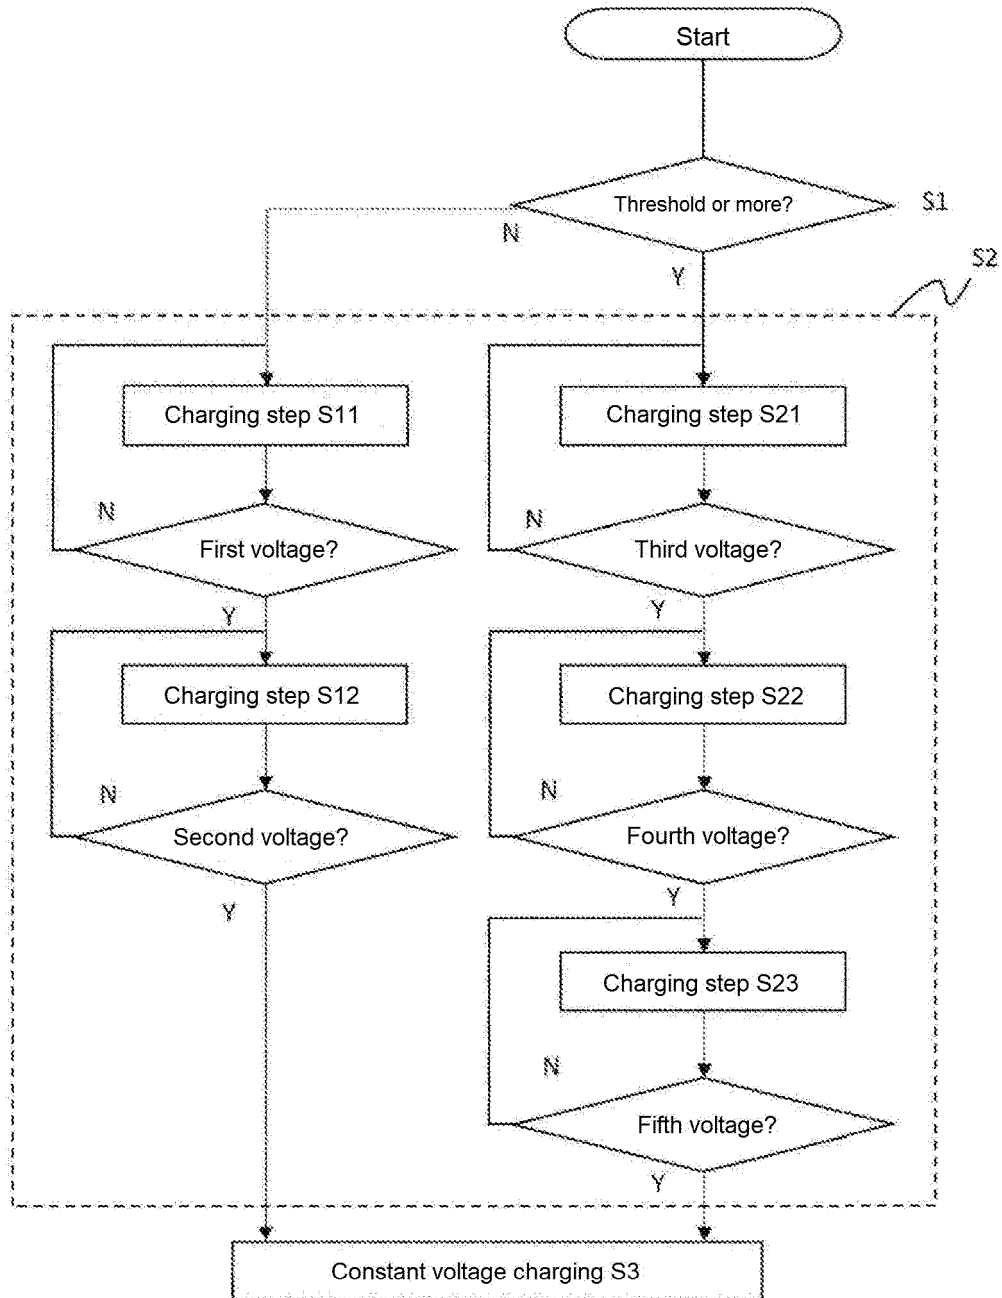 Start
Threshold or more?
S1
N
Y
S2
Charging step S11
Charging step S21
N
First voltage?
N
Third voltage?
Y
Y
Charging step S12
Charging step S22
N
Second voltage?
N
Fourth voltage?
Y
Y
Charging step S23
N
Fifth voltage?
Y
Constant voltage charging S3